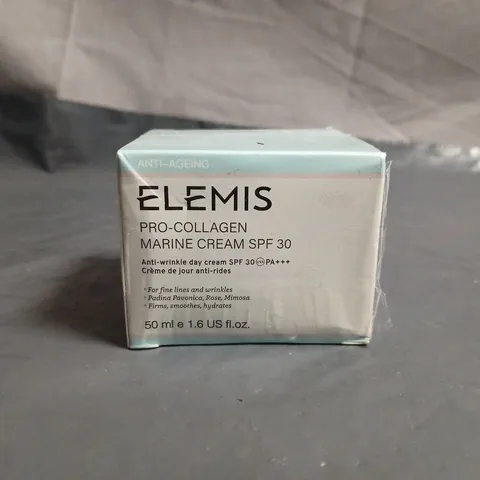 ANTI-AGEING
ELEMIS
PRO-COLLAGEN
MARINE CREAM SPF 30
Anti-wrinkle day cream SPF 30 UVA PA+++
Crème de jour anti-rides
· For fine lines and wrinkles
· Padina Pavonica, Rose, Mimosa
· Firms, smoothes, hydrates
50 ml e 1.6 US fl.oz.